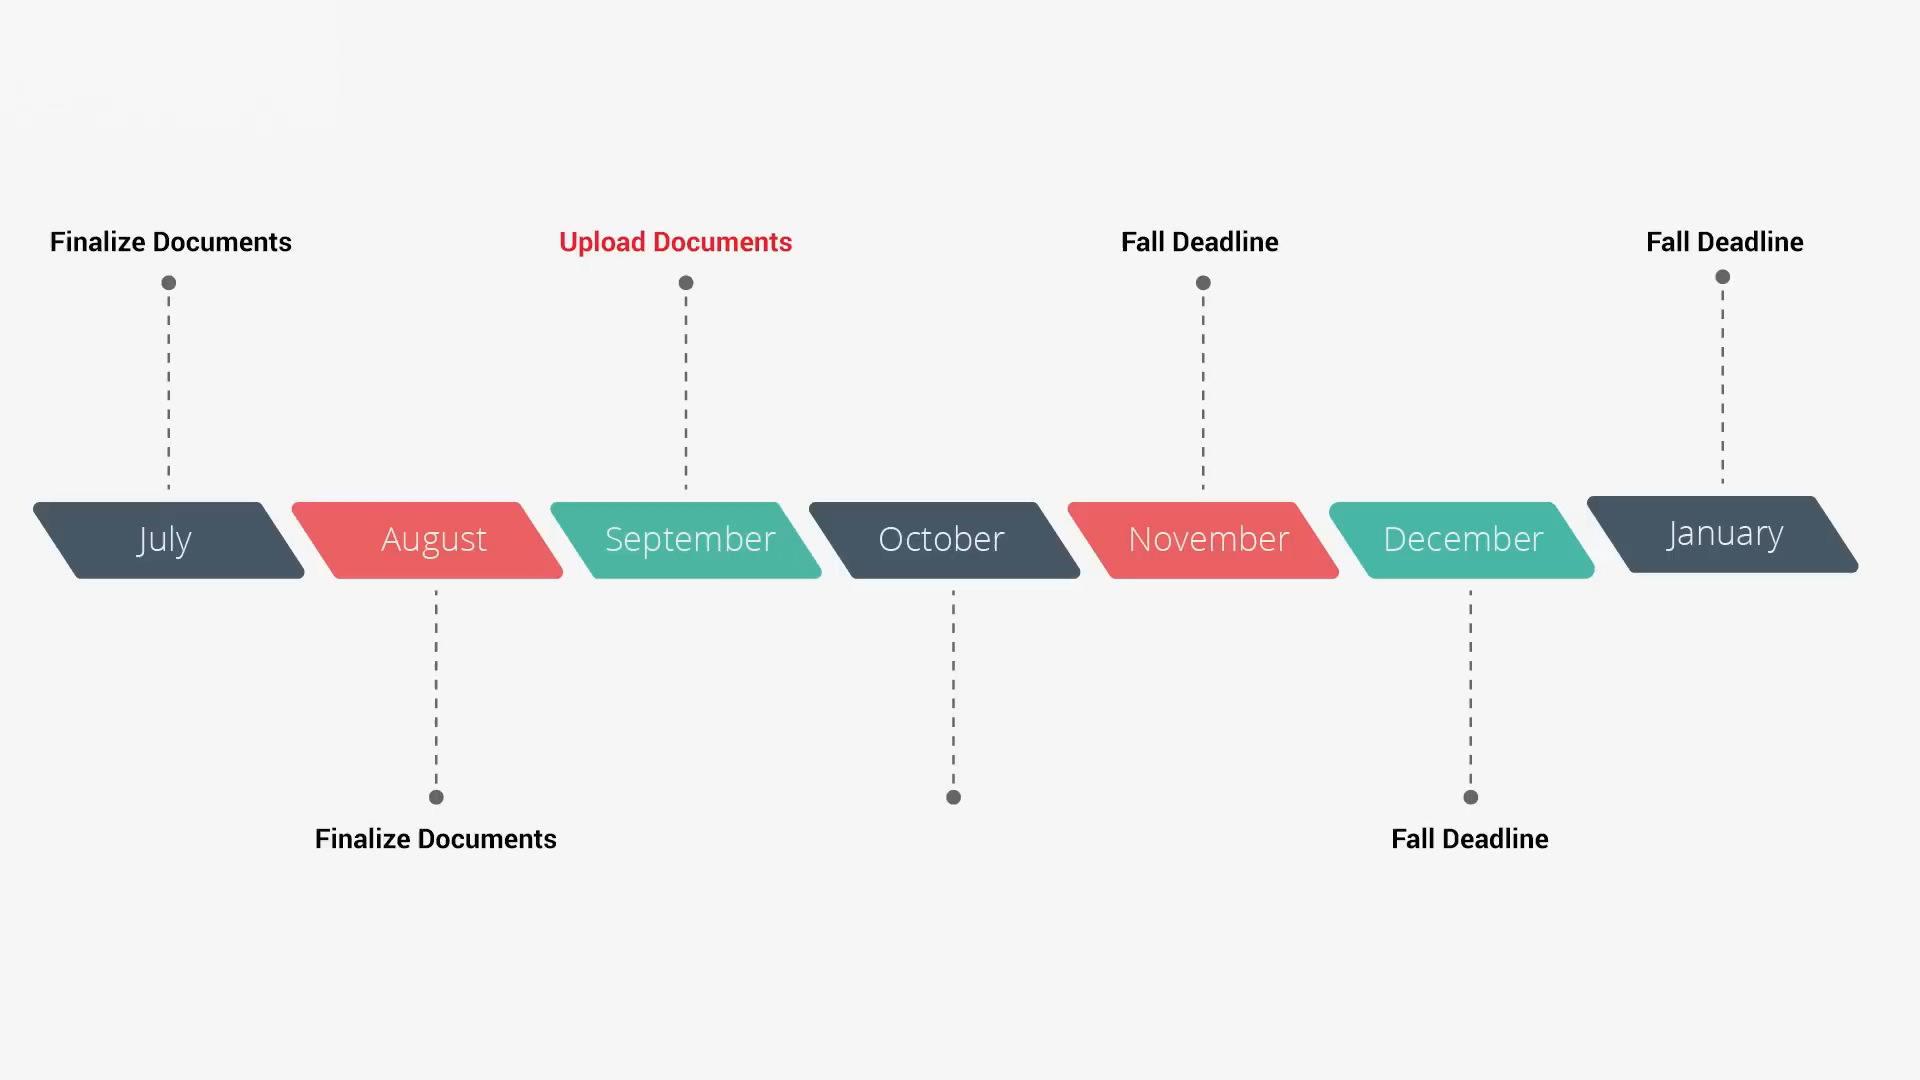 Finalize Documents
Upload Documents
Fall Deadline
Fall Deadline
July
August
September
October
November
December
January
Finalize Documents
Fall Deadline